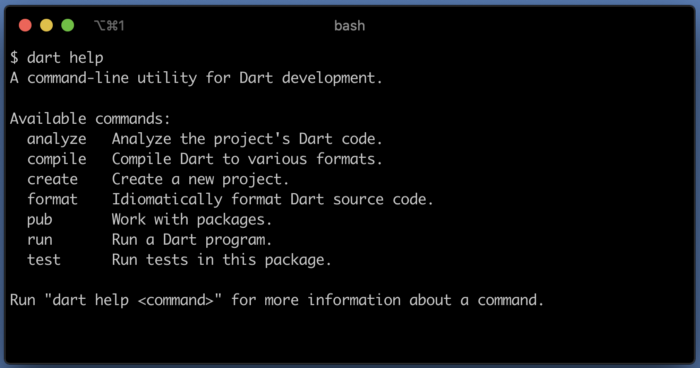 ⌥⌘1 bash
$ dart help
A command-line utility for Dart development.
Available commands:
analyze Analyze the project's Dart code.
compile Compile Dart to various formats.
create Create a new project.
format Idiomatically format Dart source code.
pub Work with packages.
run Run a Dart program.
test Run tests in this package.
Run "dart help <command>" for more information about a command.